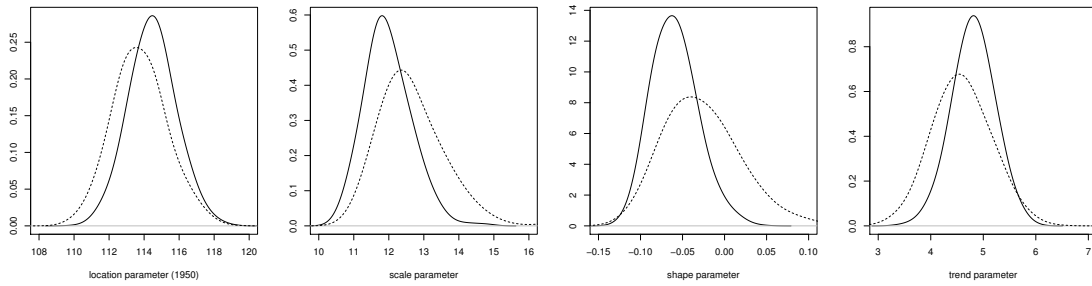 0.00 0.05 0.10 0.15 0.20 0.25
108 110 112 114 116 118 120
location parameter (1950)
0.0 0.1 0.2 0.3 0.4 0.5 0.6
10 11 12 13 14 15 16
scale parameter
0 2 4 6 8 10 12 14
−0.15 −0.10 −0.05 0.00 0.05 0.10
shape parameter
0.0 0.2 0.4 0.6 0.8
3 4 5 6 7
trend parameter